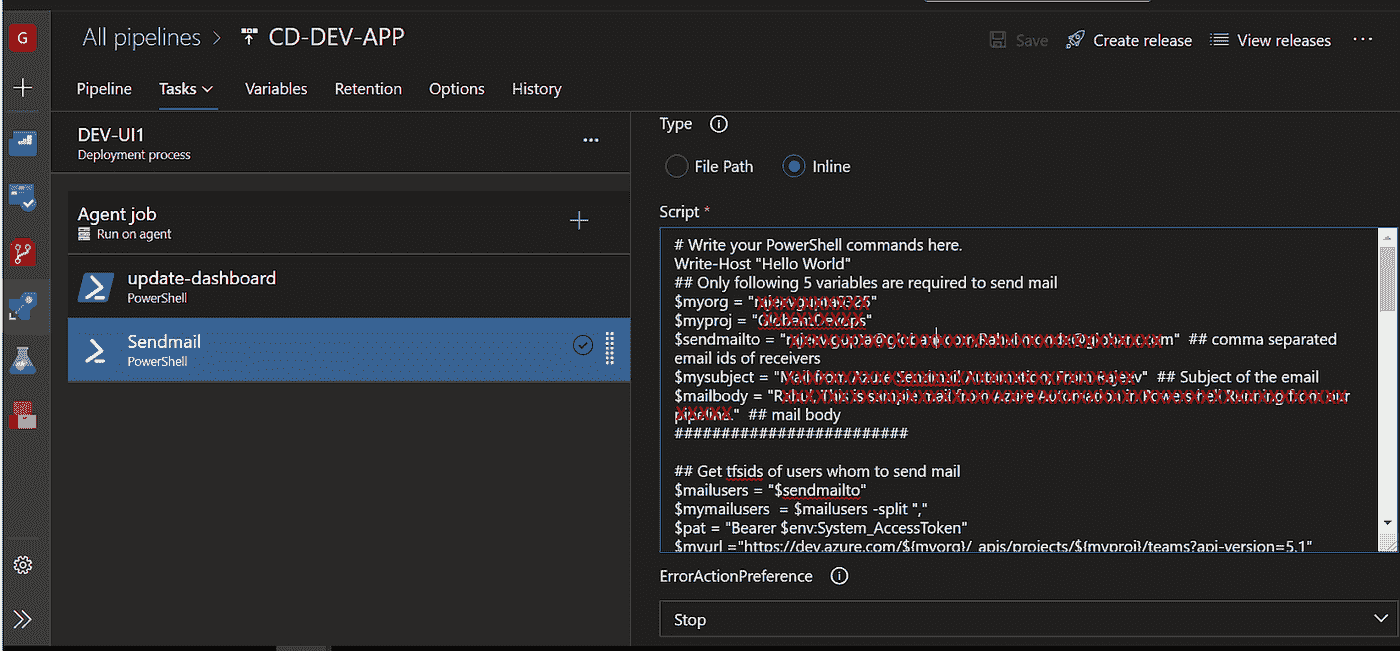 G
All pipelines > CD-DEV-APP
Save
Create release
View releases
Pipeline
Tasks
Variables
Retention
Options
History
DEV-UI1
Deployment process
Agent job
Run on agent
update-dashboard
PowerShell
Sendmail
PowerShell
Type
File Path
Inline
Script *
# Write your PowerShell commands here.
Write-Host "Hello World"
## Only following 5 variables are required to send mail
$myorg = "
$myproj = "
$sendmailto = " ## comma separated
email ids of receivers
$mysubject = " ## Subject of the email
$mailbody = "
" ## mail body
#########################
## Get tfsids of users whom to send mail
$mailusers = "$sendmailto"
$mymailusers  = $mailusers -split ","
$pat = "Bearer $env:System_AccessToken"
$myurl ="https://dev.azure.com/${myorg}/_apis/projects/${myproj}/teams?api-version=5.1"
ErrorActionPreference
Stop